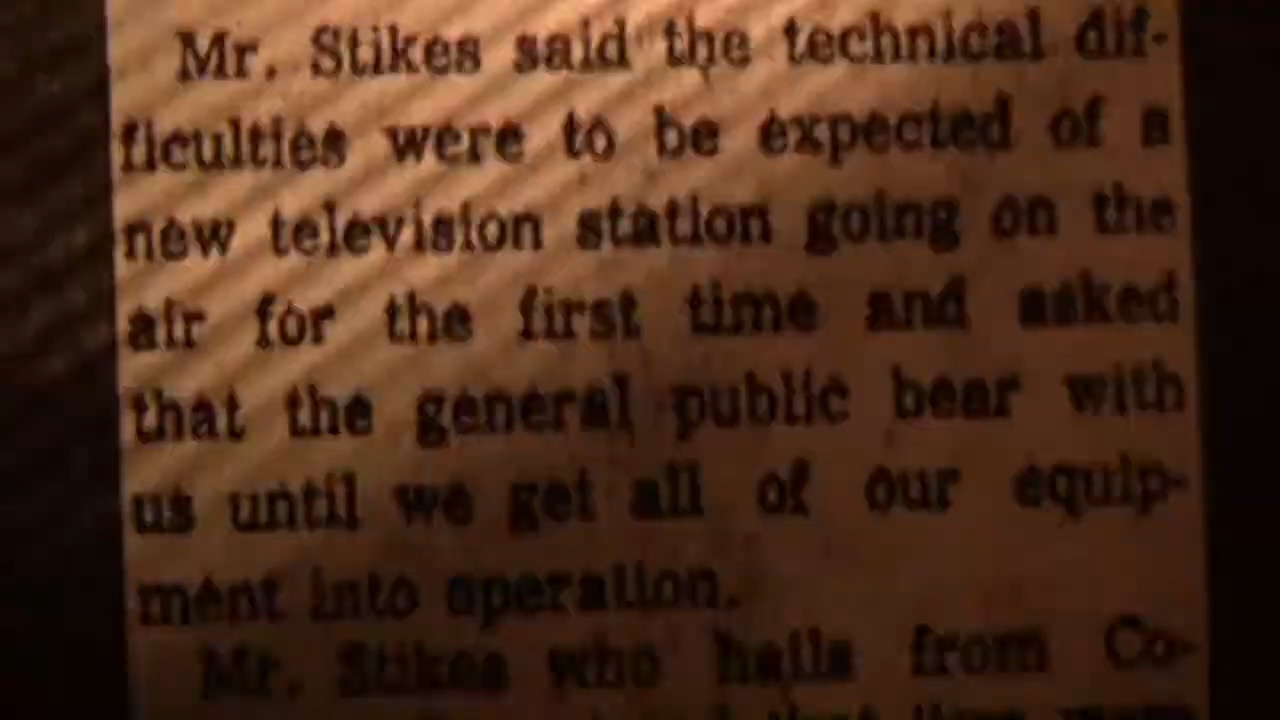 Mr. Stikes said the technical dif-
ficulties were to be expected of a
new television station going on the
air for the first time and asked
that the general public bear with
us until we get all of our equip-
ment into operation.
Mr. Stikes who hails from Co-